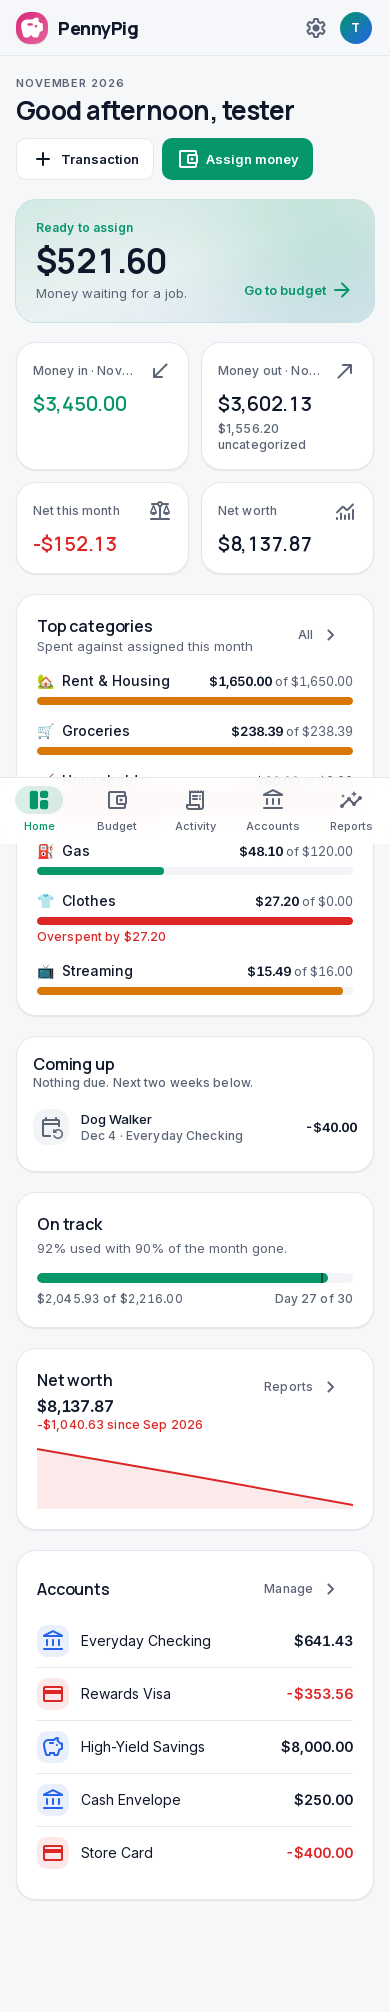 PennyPig
T
NOVEMBER 2026
Good afternoon, tester
Transaction
Assign money
Ready to assign
$521.60
Money waiting for a job.
Go to budget
Money in · Nov…
$3,450.00
Money out · No…
$3,602.13
$1,556.20
uncategorized
Net this month
-$152.13
Net worth
$8,137.87
Top categories
All
Spent against assigned this month
Rent & Housing $1,650.00 of $1,650.00
Groceries $238.39 of $238.39
Home Budget Activity Accounts Reports
Gas $48.10 of $120.00
Clothes $27.20 of $0.00
Overspent by $27.20
Streaming $15.49 of $16.00
Coming up
Nothing due. Next two weeks below.
Dog Walker
Dec 4 · Everyday Checking
-$40.00
On track
92% used with 90% of the month gone.
$2,045.93 of $2,216.00 Day 27 of 30
Net worth
Reports
$8,137.87
-$1,040.63 since Sep 2026
Accounts Manage
Everyday Checking $641.43
Rewards Visa -$353.56
High-Yield Savings $8,000.00
Cash Envelope $250.00
Store Card -$400.00